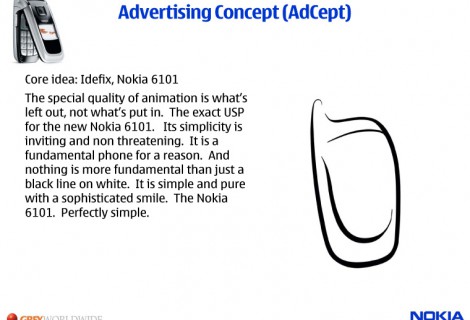 Advertising Concept (AdCept)
Core idea: Idefix, Nokia 6101
The special quality of animation is what's
left out, not what's put in.  The exact USP
for the new Nokia 6101.   Its simplicity is
inviting and non threatening.  It is a
fundamental phone for a reason.  And
nothing is more fundamental than just a
black line on white.  It is simple and pure
with a sophisticated smile.  The Nokia
6101.  Perfectly simple.
GREYWORLDWIDE
NOKIA